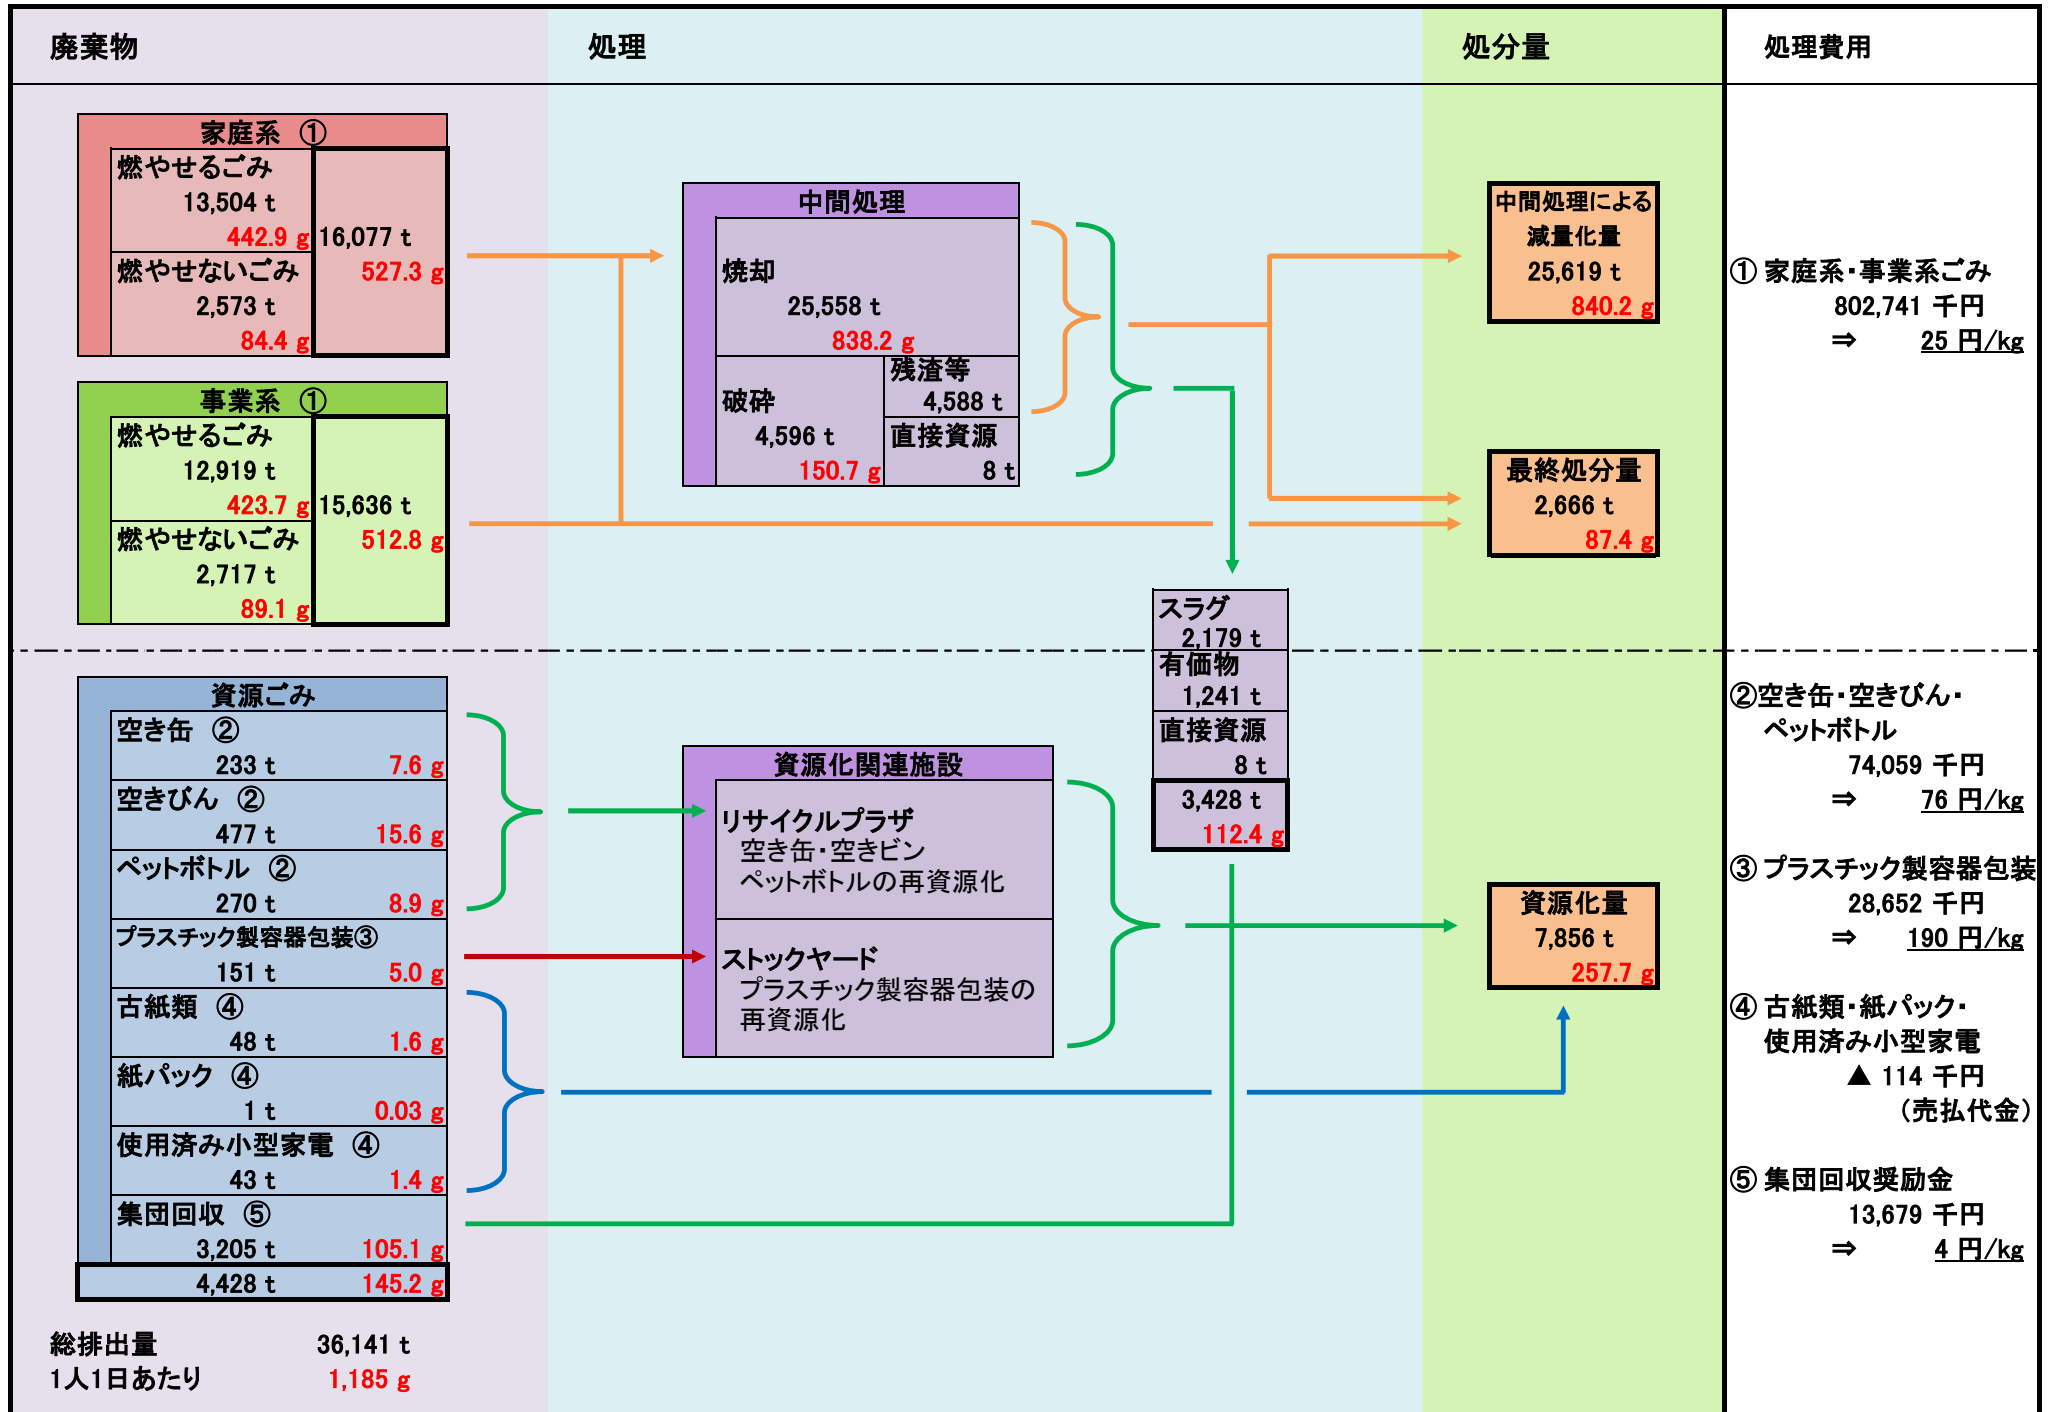 廃棄物
処理
処分量
処理費用
家庭系 ①
燃やせるごみ
13,504 t
442.9 g
燃やせないごみ
2,573 t
84.4 g
16,077 t
527.3 g
事業系 ①
燃やせるごみ
12,919 t
423.7 g
燃やせないごみ
2,717 t
89.1 g
15,636 t
512.8 g
中間処理
焼却
25,558 t
838.2 g
破砕
4,596 t
150.7 g
残渣等
4,588 t
直接資源
8 t
中間処理による
減量化量
25,619 t
840.2 g
最終処分量
2,666 t
87.4 g
① 家庭系・事業系ごみ
802,741 千円
⇒ 25 円/kg
スラグ
2,179 t
有価物
1,241 t
直接資源
8 t
3,428 t
112.4 g
資源ごみ
空き缶 ②
233 t 7.6 g
空きびん ②
477 t 15.6 g
ペットボトル ②
270 t 8.9 g
プラスチック製容器包装③
151 t 5.0 g
古紙類 ④
48 t 1.6 g
紙パック ④
1 t 0.03 g
使用済み小型家電 ④
43 t 1.4 g
集団回収 ⑤
3,205 t 105.1 g
4,428 t 145.2 g
資源化関連施設
リサイクルプラザ
空き缶・空きビン
ペットボトルの再資源化
ストックヤード
プラスチック製容器包装の
再資源化
資源化量
7,856 t
257.7 g
②空き缶・空きびん・
ペットボトル
74,059 千円
⇒ 76 円/kg
③ プラスチック製容器包装
28,652 千円
⇒ 190 円/kg
④ 古紙類・紙パック・
使用済み小型家電
▲ 114 千円
（売払代金）
⑤ 集団回収奨励金
13,679 千円
⇒ 4 円/kg
総排出量 36,141 t
1人1日あたり 1,185 g